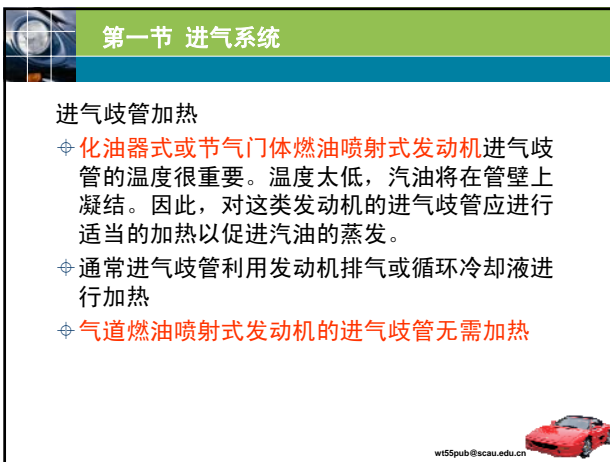 第一节 进气系统
进气歧管加热
化油器式或节气门体燃油喷射式发动机进气歧
管的温度很重要。温度太低，汽油将在管壁上
凝结。因此，对这类发动机的进气歧管应进行
适当的加热以促进汽油的蒸发。
通常进气歧管利用发动机排气或循环冷却液进
行加热
气道燃油喷射式发动机的进气歧管无需加热
wt55pub@scau.edu.cn